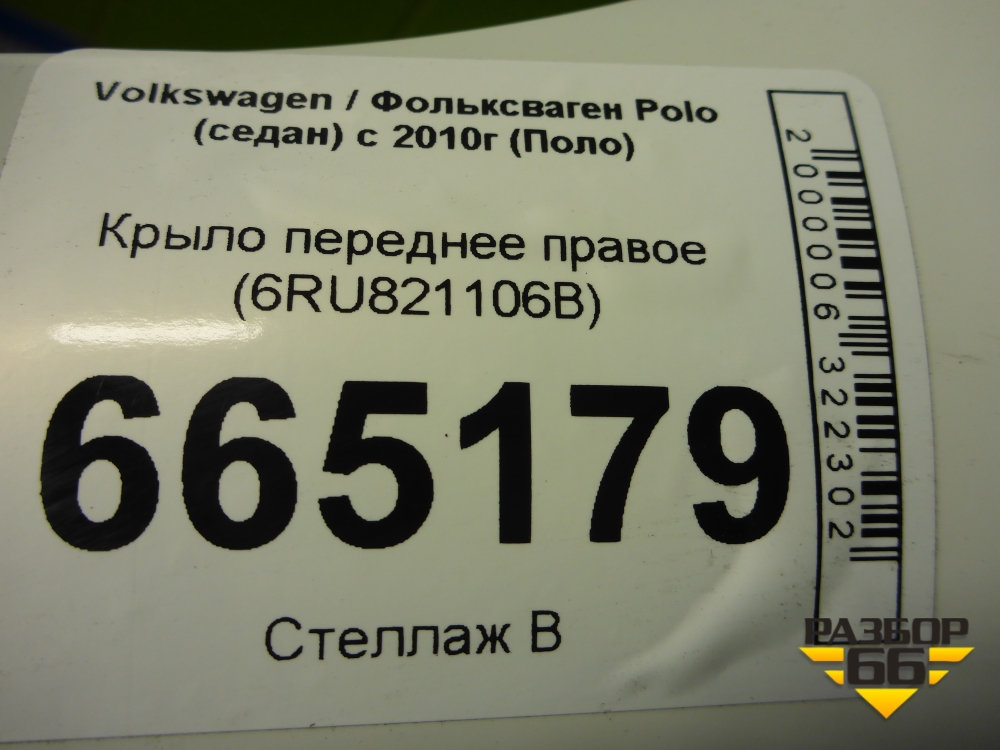 Volkswagen / Фольксваген Polo
(седан) с 2010г (Поло)
Крыло переднее правое
(6RU821106B)
665179
Стеллаж В
2000006322302
РАЗБОР
66